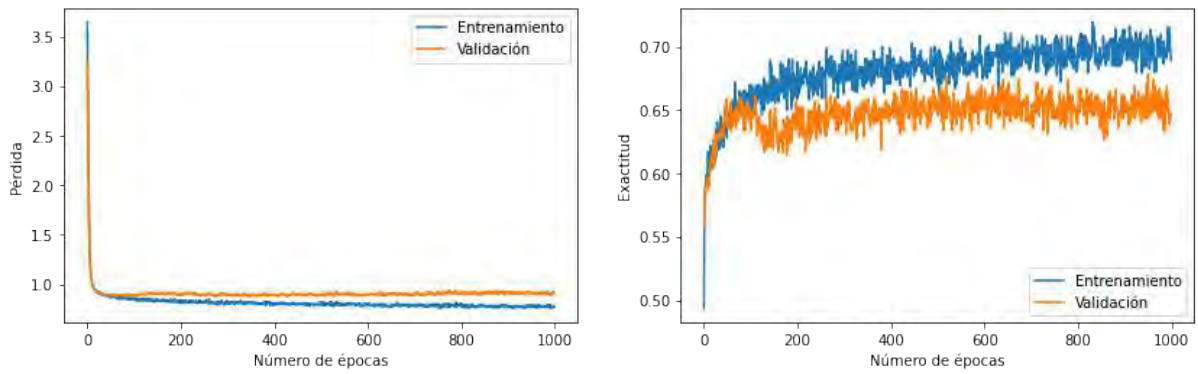 3.5
3.0
2.5
2.0
1.5
1.0
Pérdida
0
200
400
600
800
1000
Número de épocas
Entrenamiento
Validación
0.70
0.65
0.60
0.55
0.50
Exactitud
0
200
400
600
800
1000
Número de épocas
Entrenamiento
Validación